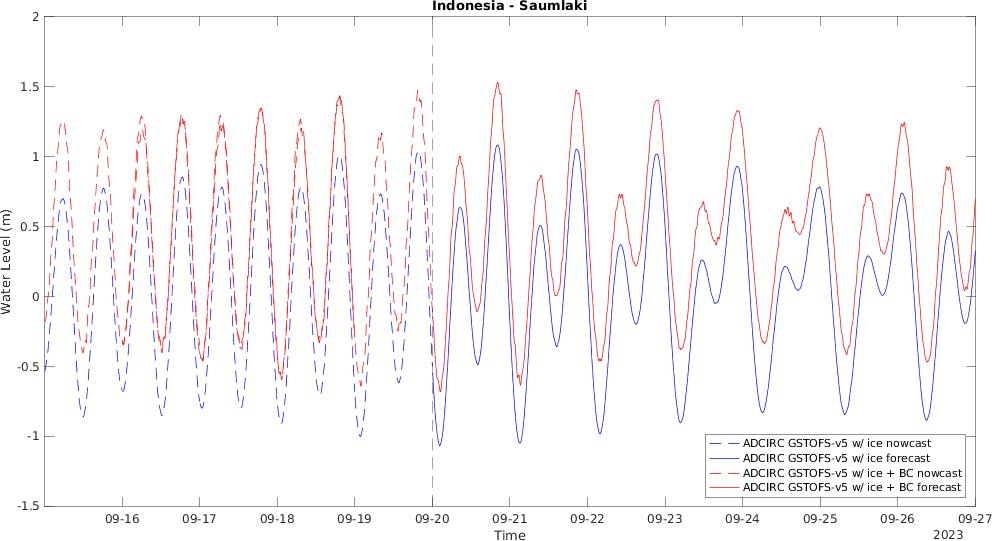 Indonesia - Saumlaki
Water Level (m)
2
1.5
1
0.5
0
-0.5
-1
-1.5
ADCIRC GSTOFS-v5 w/ ice nowcast
ADCIRC GSTOFS-v5 w/ ice forecast
ADCIRC GSTOFS-v5 w/ ice + BC nowcast
ADCIRC GSTOFS-v5 w/ ice + BC forecast
09-16 09-17 09-18 09-19 09-20 09-21 09-22 09-23 09-24 09-25 09-26 09-27
Time
2023